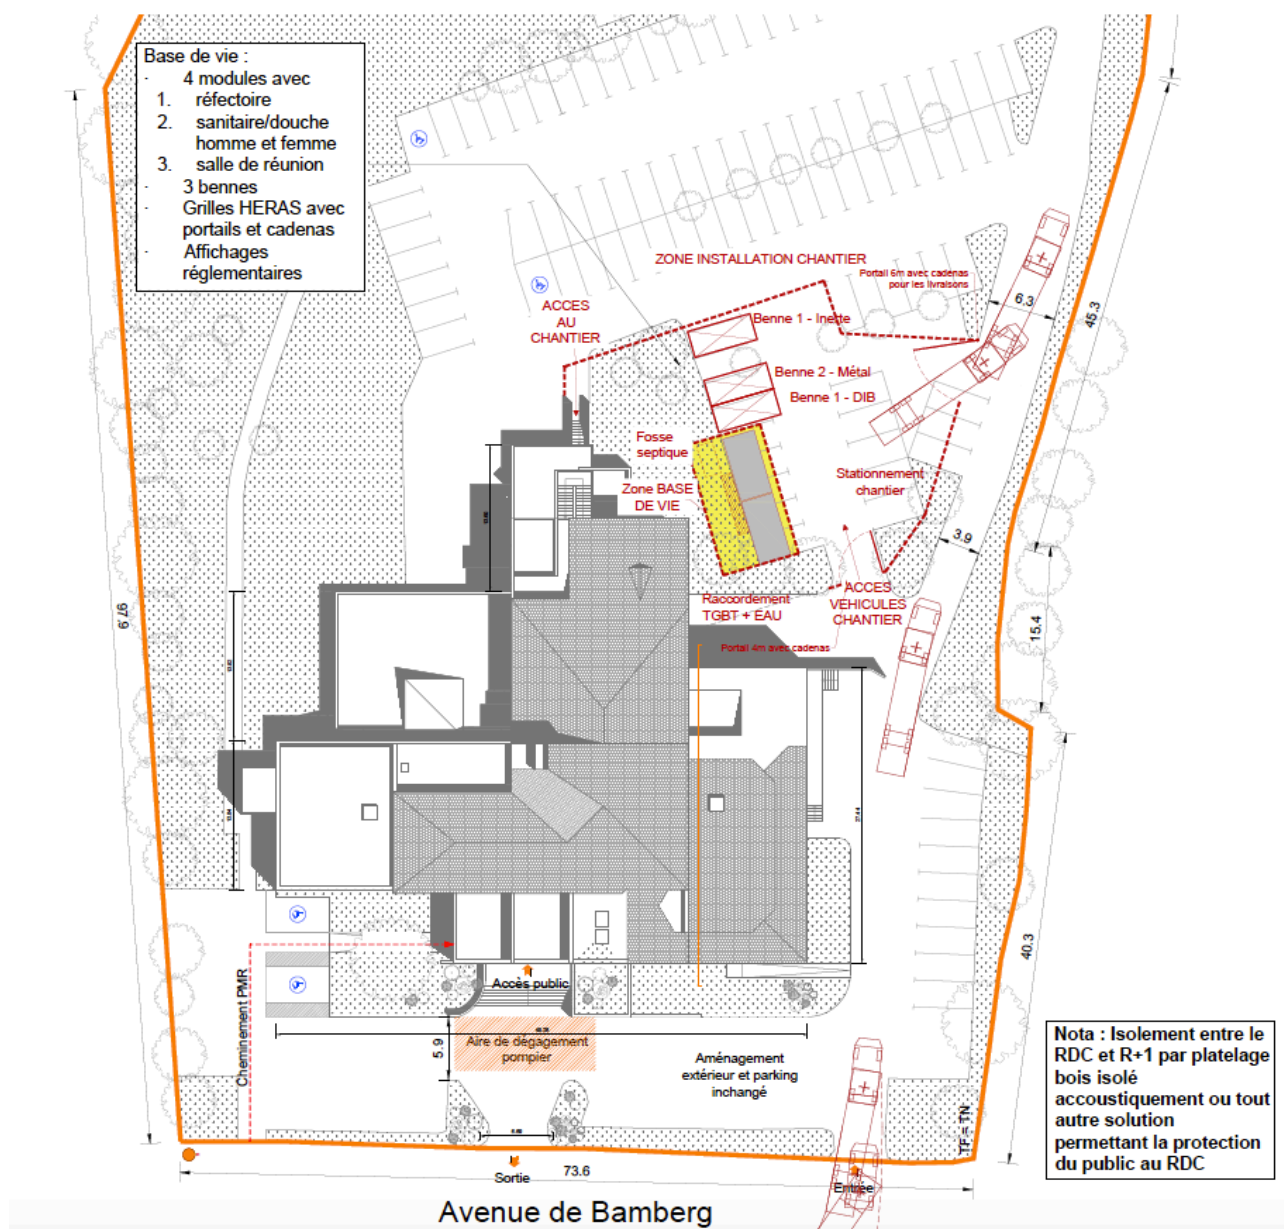 Base de vie :
- 4 modules avec
1. réfectoire
2. sanitaire/douche
homme et femme
3. salle de réunion
- 3 bennes
- Grilles HERAS avec
portails et cadenas
- Affichages
réglementaires
ZONE INSTALLATION CHANTIER
Portail 6m avec cadenas
pour les livraisons
6.3
45.3
ACCES
AU
CHANTIER
Benne 1 - Inerte
Benne 2 - Métal
Benne 1 - DIB
Fosse
septique
Zone BASE
DE VIE
Stationnement
chantier
3.9
Raccordement
TGBT + EAU
ACCES
VEHICULES
CHANTIER
Portail 4m avec cadenas
15.4
97.9
40.3
Cheminement PMR
Accès public
5.9
Aire de dégagement
pompier
Aménagement
extérieur et parking
inchangé
TF = TN
Nota : Isolement entre le
RDC et R+1 par platelage
bois isolé
accoustiquement ou tout
autre solution
permettant la protection
du public au RDC
Sortie
73.6
Entrée
Avenue de Bamberg